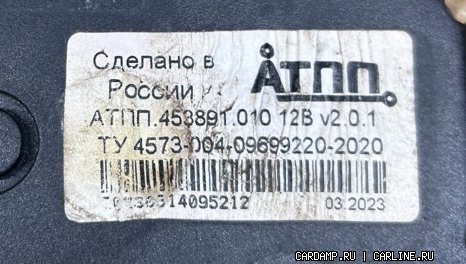 Сделано в
России
АТПП
АТПП.453891.010 12В v2.0.1
ТУ 4573-004-09699220-2020
03.2023
CARDAMP.RU | CARLINE.RU